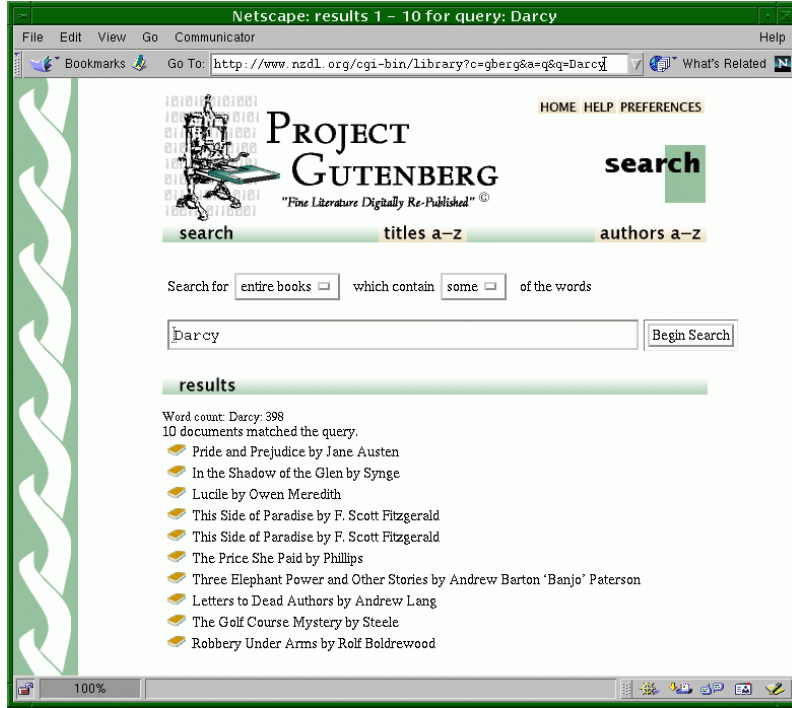 Netscape: results 1 – 10 for query: Darcy
File Edit View Go Communicator Help
Bookmarks Go To: http://www.nzdl.org/cgi-bin/library?c=gberg&a=q&q=Darcy What's Related N
HOME HELP PREFERENCES
PROJECT
GUTENBERG
"Fine Literature Digitally Re-Published" ©
search
search titles a–z authors a–z
Search for entire books which contain some of the words
Darcy Begin Search
results
Word count: Darcy: 398
10 documents matched the query.
Pride and Prejudice by Jane Austen
In the Shadow of the Glen by Synge
Lucile by Owen Meredith
This Side of Paradise by F. Scott Fitzgerald
This Side of Paradise by F. Scott Fitzgerald
The Price She Paid by Phillips
Three Elephant Power and Other Stories by Andrew Barton 'Banjo' Paterson
Letters to Dead Authors by Andrew Lang
The Golf Course Mystery by Steele
Robbery Under Arms by Rolf Boldrewood
100%